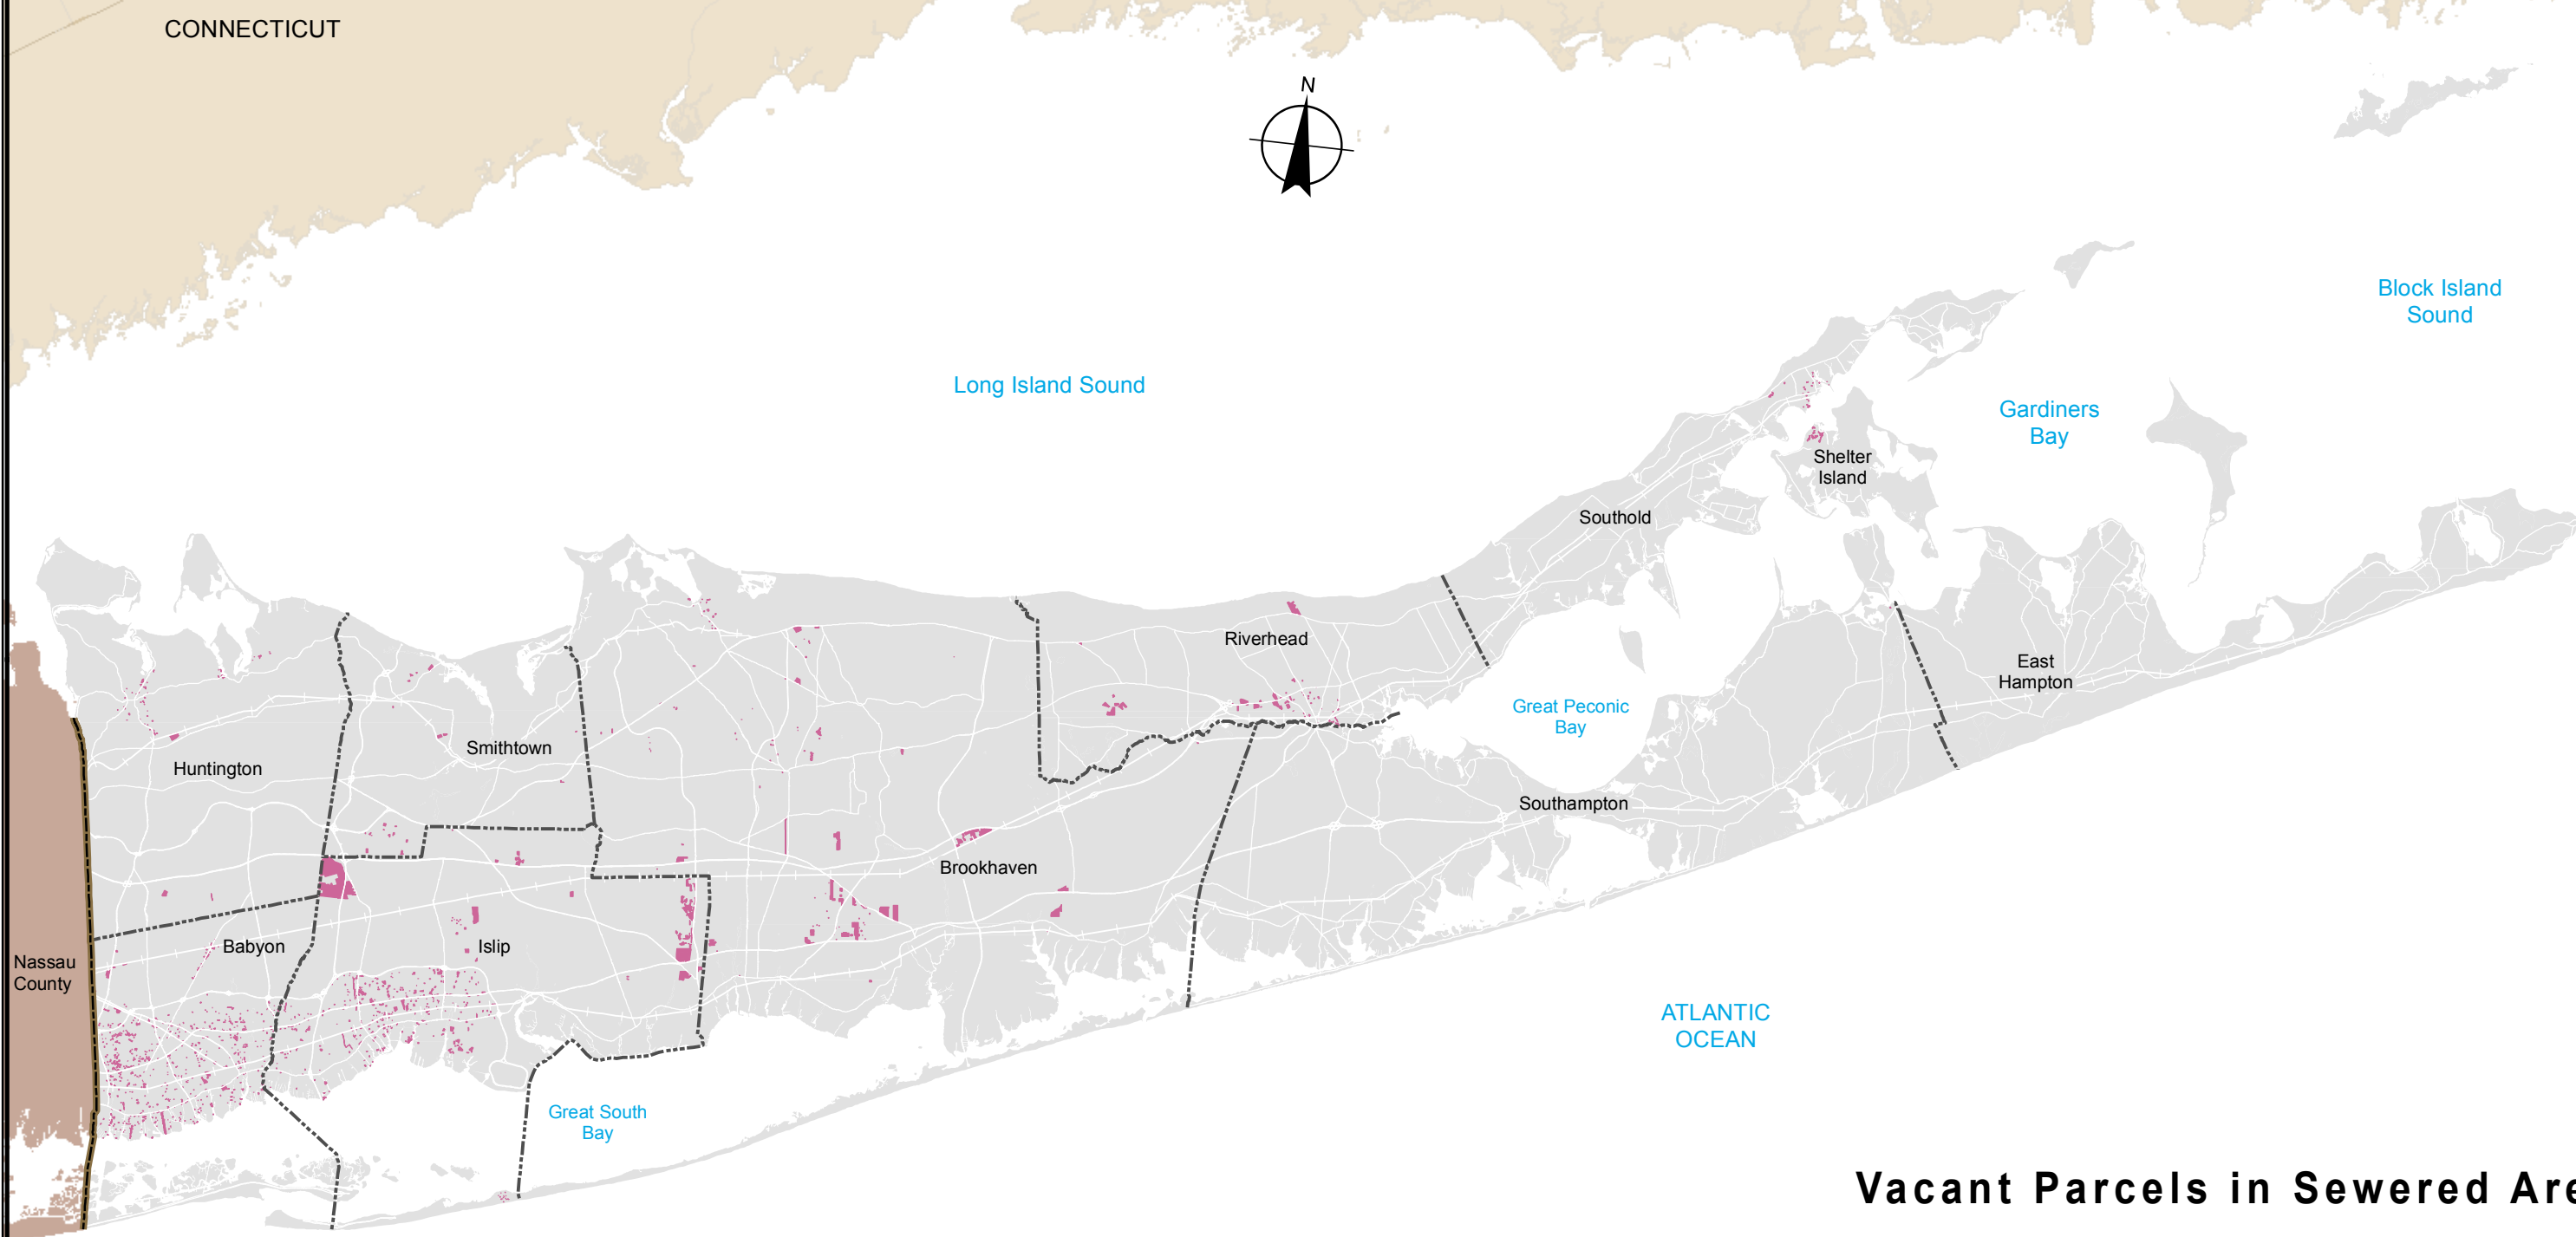 CONNECTICUT
N
Block Island
Sound
Long Island Sound
Gardiners
Bay
Shelter
Island
Southold
Riverhead
East
Hampton
Great Peconic
Bay
Smithtown
Huntington
Southampton
Brookhaven
Babyon
Islip
Nassau
County
ATLANTIC
OCEAN
Great South
Bay
Vacant Parcels in Sewered Are